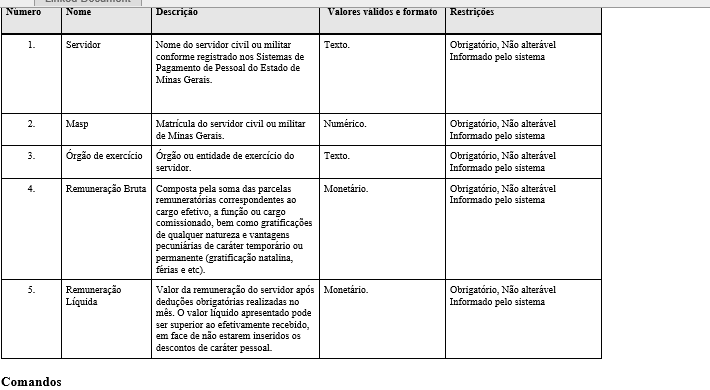 Linked Document
Número Nome Descrição Valores válidos e formato Restrições
1. Servidor Nome do servidor civil ou militar Texto. Obrigatório, Não alterável
conforme registrado nos Sistemas de Informado pelo sistema
Pagamento de Pessoal do Estado de
Minas Gerais.
2. Masp Matrícula do servidor civil ou militar Numérico. Obrigatório, Não alterável
de Minas Gerais. Informado pelo sistema
3. Órgão de exercício Órgão ou entidade de exercício do Texto. Obrigatório, Não alterável
servidor. Informado pelo sistema
4. Remuneração Bruta Composta pela soma das parcelas Monetário. Obrigatório, Não alterável
remuneratórias correspondentes ao Informado pelo sistema
cargo efetivo, a função ou cargo
comissionado, bem como gratificações
de qualquer natureza e vantagens
pecuniárias de caráter temporário ou
permanente (gratificação natalina,
férias e etc).
5. Remuneração Valor da remuneração do servidor após Monetário. Obrigatório, Não alterável
Líquida deduções obrigatórias realizadas no Informado pelo sistema
mês. O valor líquido apresentado pode
ser superior ao efetivamente recebido,
em face de não estarem inseridos os
descontos de caráter pessoal.
Comandos